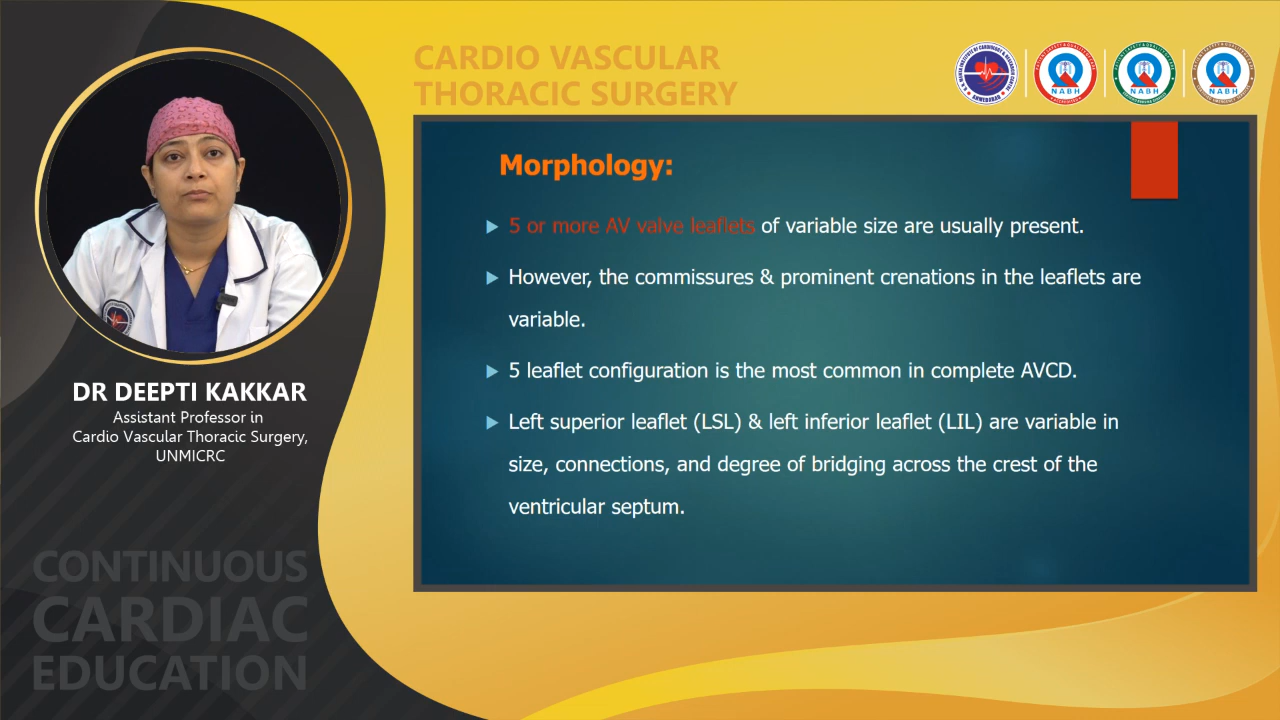 CARDIO VASCULAR
THORACIC SURGERY
NABH
NABH
NABH
Morphology:
5 or more AV valve leaflets of variable size are usually present.
However, the commissures & prominent crenations in the leaflets are
variable.
5 leaflet configuration is the most common in complete AVCD.
Left superior leaflet (LSL) & left inferior leaflet (LIL) are variable in
size, connections, and degree of bridging across the crest of the
ventricular septum.
DR DEEPTI KAKKAR
Assistant Professor in
Cardio Vascular Thoracic Surgery,
UNMICRC
CONTINUOUS
CARDIAC
EDUCATION